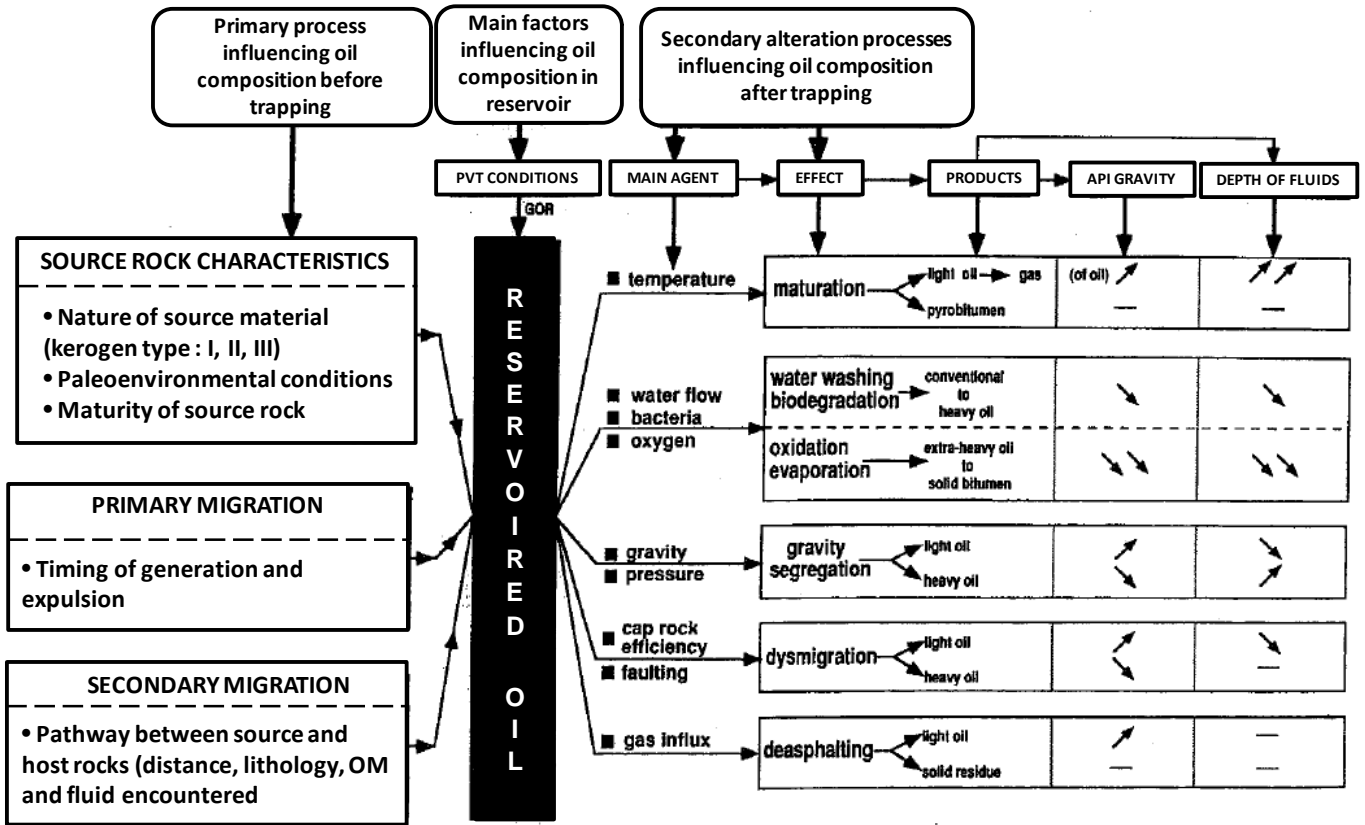 Primary process
influencing oil
composition before
trapping
Main factors
influencing oil
composition in
reservoir
Secondary alteration processes
influencing oil composition
after trapping
PVT CONDITIONS
MAIN AGENT
EFFECT
PRODUCTS
API GRAVITY
DEPTH OF FLUIDS
GOR
SOURCE ROCK CHARACTERISTICS
• Nature of source material
(kerogen type : I, II, III)
• Paleoenvironmental conditions
• Maturity of source rock
PRIMARY MIGRATION
• Timing of generation and
expulsion
SECONDARY MIGRATION
• Pathway between source and
host rocks (distance, lithology, OM
and fluid encountered
RESERVOIRED OIL
■ temperature
maturation
light oil
gas
pyrobitumen
(of oil)
■ water flow
■ bacteria
■ oxygen
water washing
biodegradation
conventional
to
heavy oil
oxidation
evaporation
extra-heavy oil
to
solid bitumen
■ gravity
■ pressure
gravity
segregation
light oil
heavy oil
■ cap rock
efficiency
■ faulting
dysmigration
light oil
heavy oil
■ gas influx
deasphalting
light oil
solid residue